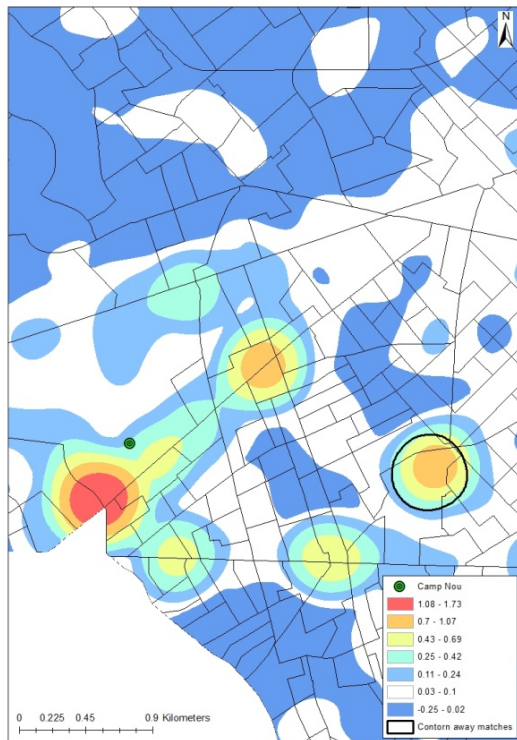 N
Camp Nou
1.08 - 1.73
0.7 - 1.07
0.43 - 0.69
0.25 - 0.42
0.11 - 0.24
0.03 - 0.1
-0.25 - 0.02
Contorn away matches
0 0.225 0.45 0.9 Kilometers